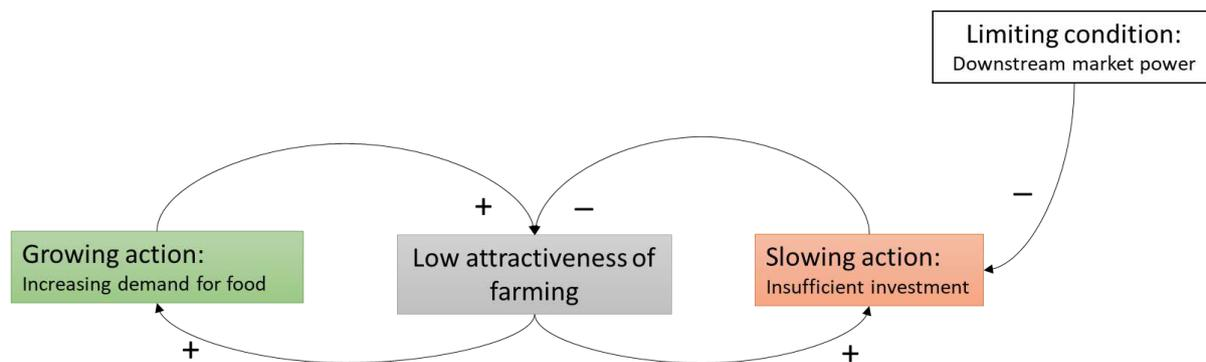 Limiting condition:
Downstream market power
–
+
–
Growing action:
Increasing demand for food
Low attractiveness of
farming
Slowing action:
Insufficient investment
+
+